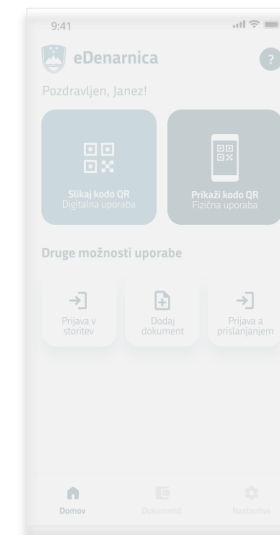 9:41
eDenarnica
?
Pozdravljen, Janez!
Slikaj kodo QR
Digitalna uporaba
Prikaži kodo QR
Fizična uporaba
Druge možnosti uporabe
Prijava v
storitev
Dodaj
dokument
Prijava a
prislanjanjem
Domov
Dokumenti
Nastavitve